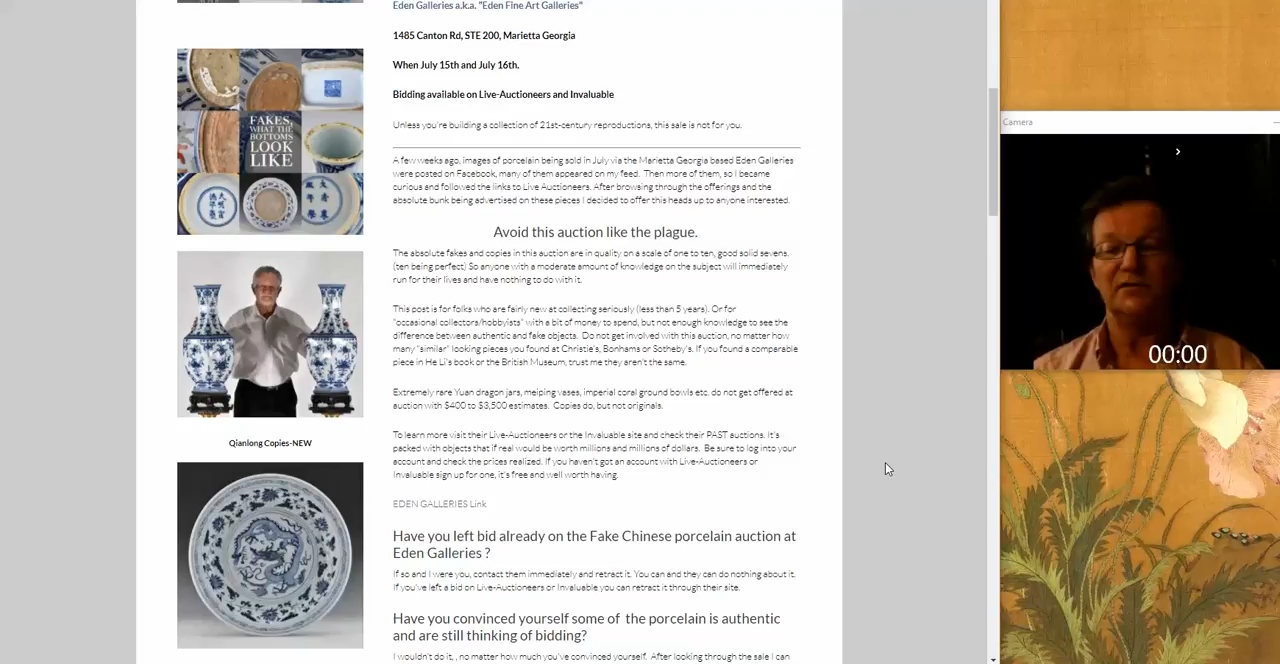 Eden Galleries a.k.a. "Eden Fine Art Galleries"
1485 Canton Rd, STE 200, Marietta Georgia
When July 15th and July 16th.
Bidding available on Live-Auctioneers and Invaluable
Unless you're building a collection of 21st-century reproductions, this sale is not for you.
A few weeks ago, images of porcelain being sold in July via the Marietta Georgia based Eden Galleries
were posted on Facebook, many of them appeared on my feed. Then more of them, so I became
curious and followed the links to Live Auctioneers. After browsing through the offerings and the
absolute bunk being advertised on these pieces I decided to offer this heads up to anyone interested.
Avoid this auction like the plague.
The absolute fakes and copies in this auction are in quality on a scale of one to ten, good solid sevens.
(ten being perfect) So anyone with a moderate amount of knowledge on the subject will immediately
run for their lives and have nothing to do with it.
This post is for folks who are fairly new at collecting seriously (less than 5 years). Or for
"occasional collectors/hobbyists" with a bit of money to spend, but not enough knowledge to see the
difference between authentic and fake objects. Do not get involved with this auction, no matter how
many "similar" looking pieces you found at Christie's, Bonhams or Sotheby's. If you found a comparable
piece in He Li's book or the British Museum, trust me they aren't the same.
Extremely rare Yuan dragon jars, meiping vases, imperial coral ground bowls etc. do not get offered at
auction with $400 to $3,500 estimates. Copies do, but not originals.
To learn more visit their Live-Auctioneers or the Invaluable site and check their PAST auctions. It's
packed with objects that if real would be worth millions and millions of dollars. Be sure to log into your
account and check the prices realized. If you haven't got an account with Live-Auctioneers or
Invaluable sign up for one, it's free and well worth having.
EDEN GALLERIES Link
Have you left bid already on the Fake Chinese porcelain auction at
Eden Galleries ?
If so and I were you, contact them immediately and retract it. You can and they can do nothing about it.
If you've left a bid on Live-Auctioneers or Invaluable you can retract it through their site.
Have you convinced yourself some of the porcelain is authentic
and are still thinking of bidding?
I wouldn't do it, , no matter how much you've convinced yourself. After looking through the sale I can
FAKES,
WHAT THE
BOTTOMS
LOOK
LIKE
Qianlong Copies-NEW
Camera
00:00